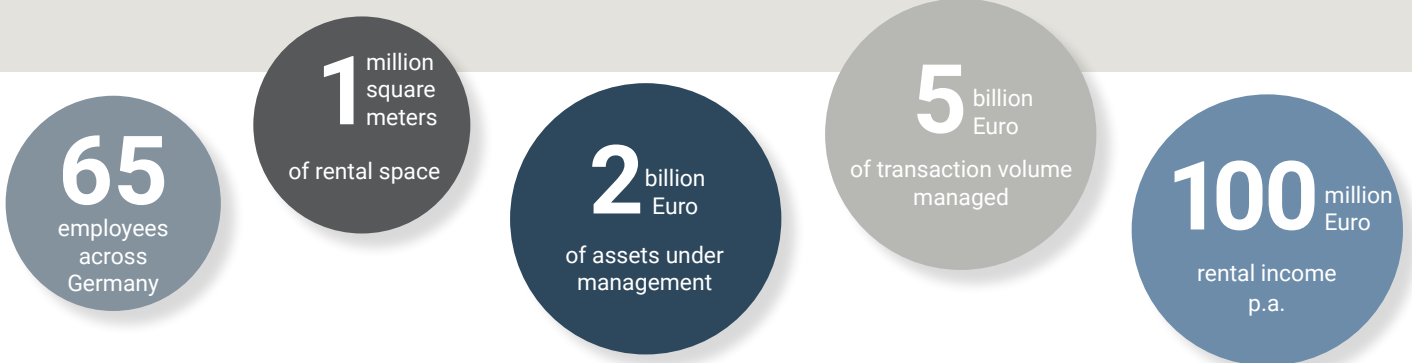 65
employees
across
Germany
1 million
square
meters
of rental space
2 billion
Euro
of assets under
management
5 billion
Euro
of transaction volume
managed
100 million
Euro
rental income
p.a.